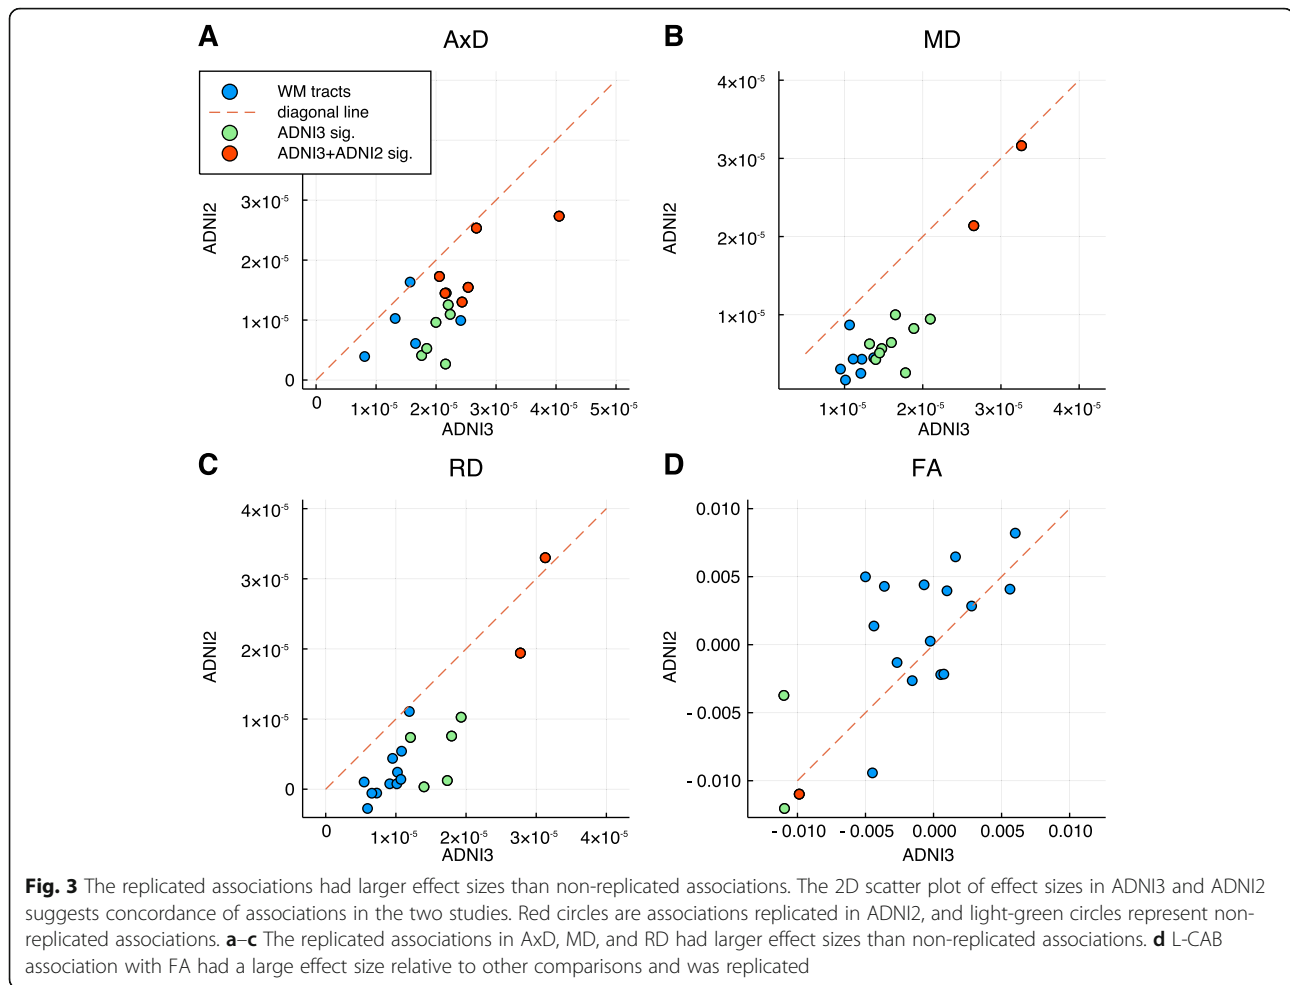 A
AxD
WM tracts
diagonal line
ADNI3 sig.
ADNI3+ADNI2 sig.
ADNI2
3×10⁻⁵
2×10⁻⁵
1×10⁻⁵
0
0 1×10⁻⁵ 2×10⁻⁵ 3×10⁻⁵ 4×10⁻⁵ 5×10⁻⁵
ADNI3
B
MD
ADNI2
4×10⁻⁵
3×10⁻⁵
2×10⁻⁵
1×10⁻⁵
1×10⁻⁵ 2×10⁻⁵ 3×10⁻⁵ 4×10⁻⁵
ADNI3
C
RD
ADNI2
4×10⁻⁵
3×10⁻⁵
2×10⁻⁵
1×10⁻⁵
0
0 1×10⁻⁵ 2×10⁻⁵ 3×10⁻⁵ 4×10⁻⁵
ADNI3
D
FA
ADNI2
0.010
0.005
0.000
- 0.005
- 0.010
- 0.010 - 0.005 0.000 0.005 0.010
ADNI3
Fig. 3 The replicated associations had larger effect sizes than non-replicated associations. The 2D scatter plot of effect sizes in ADNI3 and ADNI2
suggests concordance of associations in the two studies. Red circles are associations replicated in ADNI2, and light-green circles represent non-
replicated associations. a–c The replicated associations in AxD, MD, and RD had larger effect sizes than non-replicated associations. d L-CAB
association with FA had a large effect size relative to other comparisons and was replicated